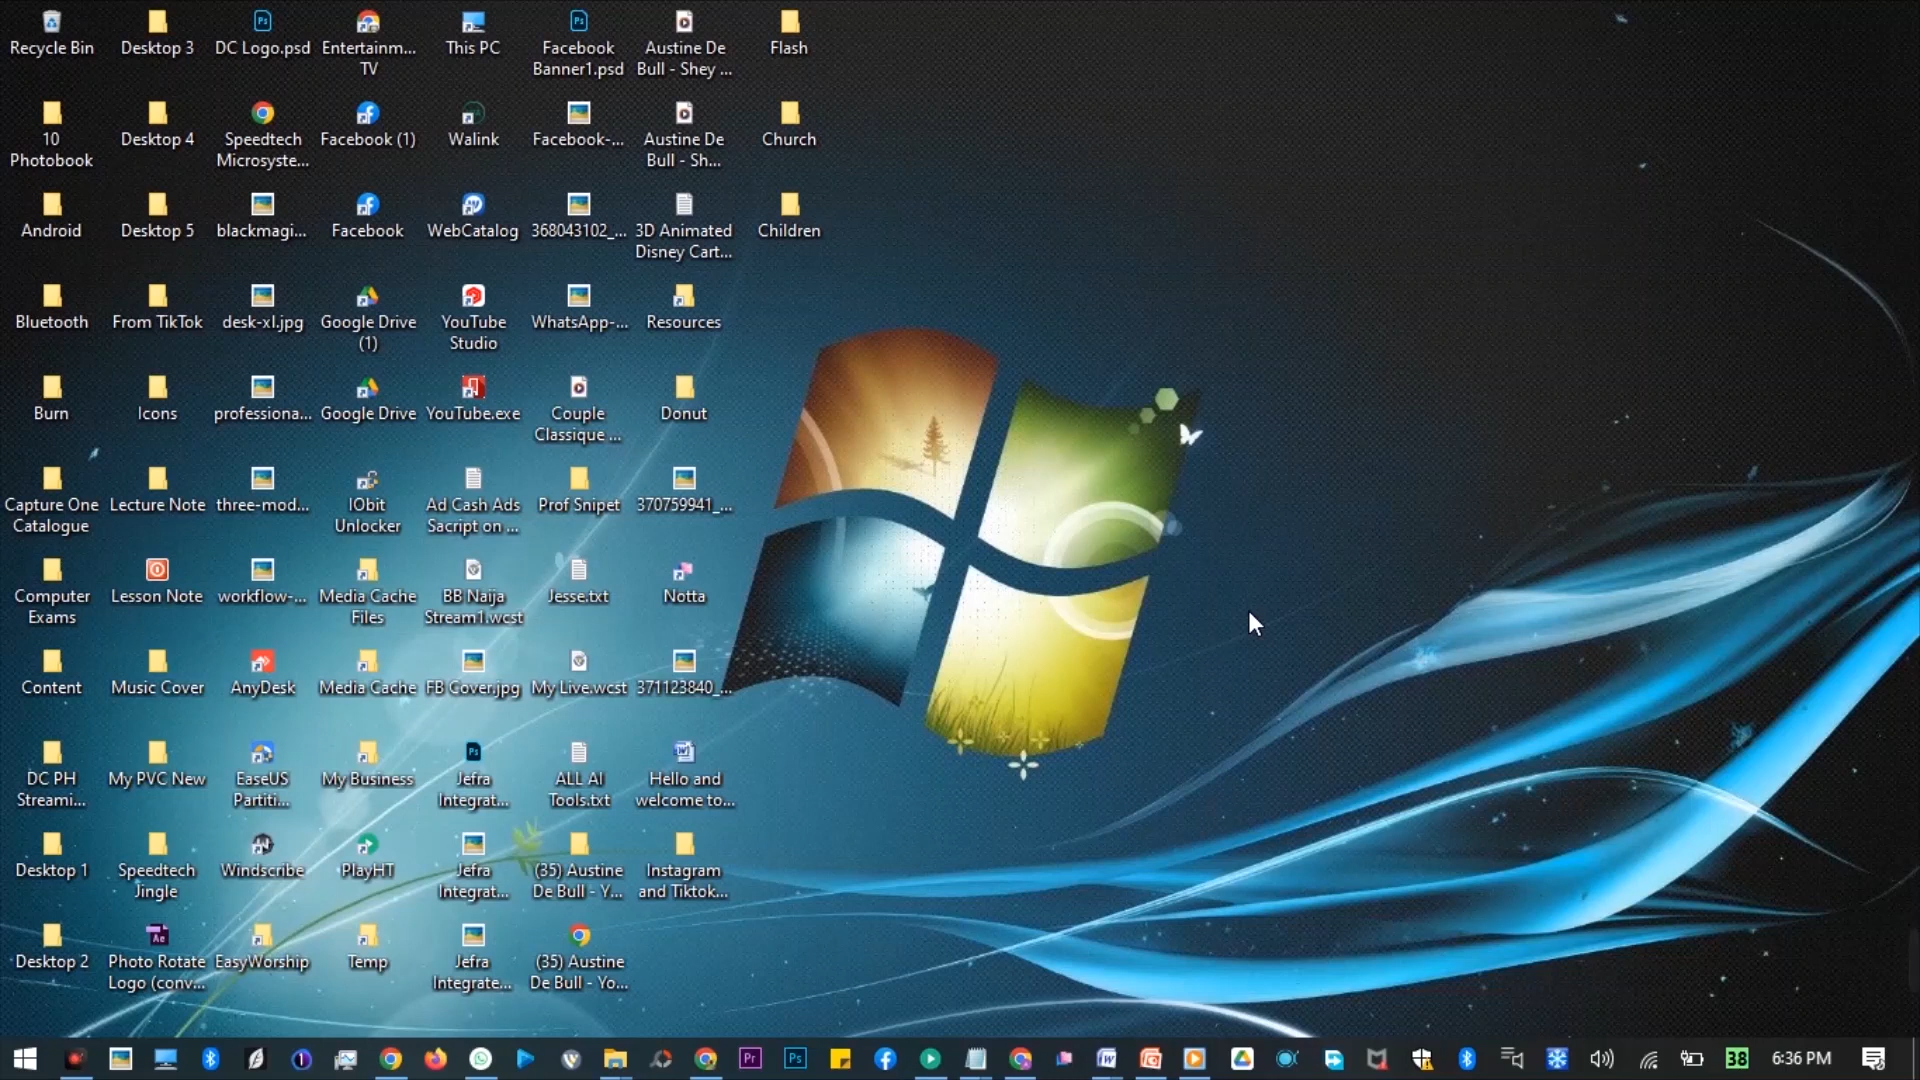 Recycle Bin
Desktop 3
DC Logo.psd
Entertainm...
TV
This PC
Facebook
Banner1.psd
Austine De
Bull - Shey ...
Flash
10
Photobook
Desktop 4
Speedtech
Microsyste...
Facebook (1)
Walink
Facebook-...
Austine De
Bull - Sh...
Church
Android
Desktop 5
blackmagi...
Facebook
WebCatalog
368043102_...
3D Animated
Disney Cart...
Children
Bluetooth
From TikTok
desk-xl.jpg
Google Drive
(1)
YouTube
Studio
WhatsApp-...
Resources
Burn
Icons
professiona...
Google Drive
YouTube.exe
Couple
Classique ...
Donut
Capture One
Catalogue
Lecture Note
three-mod...
IObit
Unlocker
Ad Cash Ads
Sacript on ...
Prof Snipet
370759941_...
Computer
Exams
Lesson Note
workflow-...
Media Cache
Files
BB Naija
Stream1.wcst
Jesse.txt
Notta
Content
Music Cover
AnyDesk
Media Cache
FB Cover.jpg
My Live.wcst
371123840_...
DC PH
Streami...
My PVC New
EaseUS
Partiti...
My Business
Jefra
Integrat...
ALL AI
Tools.txt
Hello and
welcome to...
Desktop 1
Speedtech
Jingle
Windscribe
PlayHT
Jefra
Integrat...
(35) Austine
De Bull - Y...
Instagram
and Tiktok...
Desktop 2
Photo Rotate
Logo (conv...
EasyWorship
Temp
Jefra
Integrate...
(35) Austine
De Bull - Yo...
38
6:36 PM